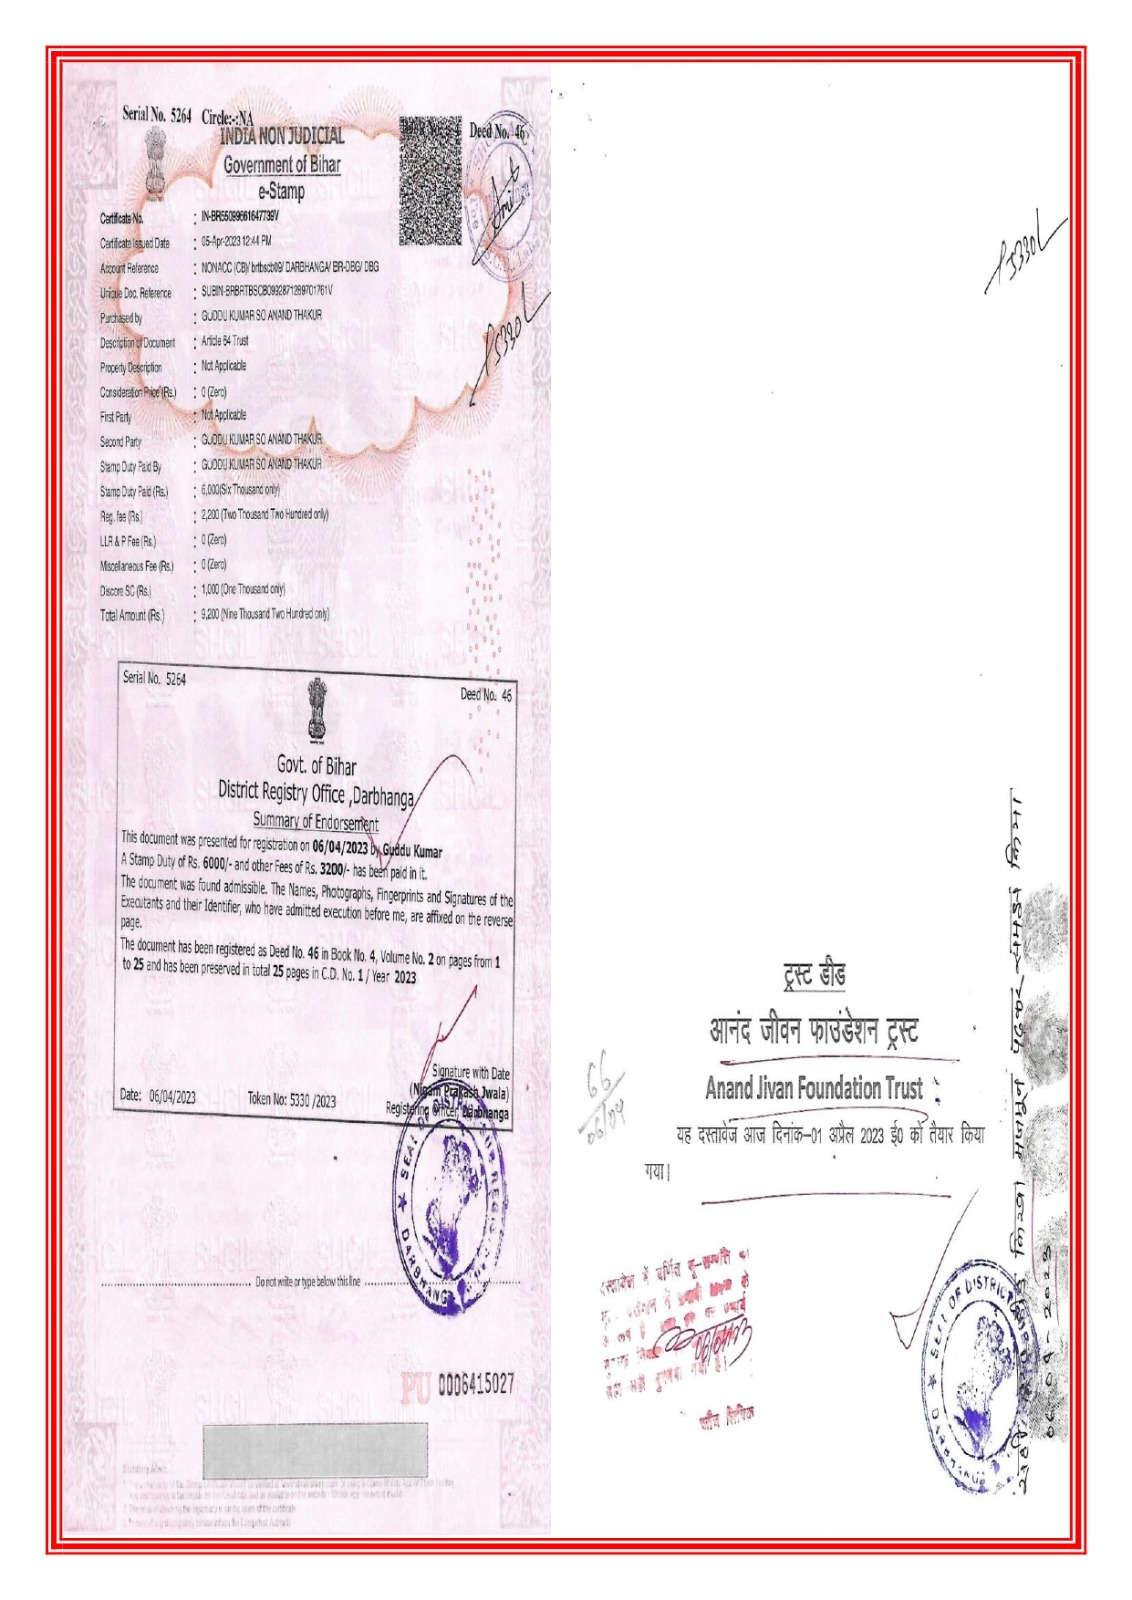 Serial No. 5264 Circle:-:NA
Deed No. 46
INDIA NON JUDICIAL
Government of Bihar
e-Stamp
Certificate No. : IN-BR55099661647739V
Certificate Issued Date : 05-Apr-2023 12:44 PM
Account Reference : NONACC (CB)/ brtbscb09/ DARBHANGA/ BR-DBG/ DBG
Unique Doc. Reference : SUBIN-BRBRTBSCB0992871289701761V
Purchased by : GUDDU KUMAR SO ANAND THAKUR
Description of Document : Article 64 Trust
Property Description : Not Applicable
Consideration Price (Rs.) : 0 (Zero)
First Party : Not Applicable
Second Party : GUDDU KUMAR SO ANAND THAKUR
Stamp Duty Paid By : GUDDU KUMAR SO ANAND THAKUR
Stamp Duty Paid (Rs.) : 6,000(Six Thousand only)
Reg. fee (Rs.) : 2,200 (Two Thousand Two Hundred only)
LLR & P Fee (Rs.) : 0 (Zero)
Miscellaneous Fee (Rs.) : 0 (Zero)
Discore SC (Rs.) : 1,000 (One Thousand only)
Total Amount (Rs.) : 9,200 (Nine Thousand Two Hundred only)
5330
Serial No. 5264
Deed No. 46
Govt. of Bihar
District Registry Office ,Darbhanga
Summary of Endorsement
This document was presented for registration on 06/04/2023 by Guddu Kumar
A Stamp Duty of Rs. 6000/- and other Fees of Rs. 3200/- has been paid in it.
The document was found admissible. The Names, Photographs, Fingerprints and Signatures of the
Executants and their Identifier, who have admitted execution before me, are affixed on the reverse
page.
The document has been registered as Deed No. 46 in Book No. 4, Volume No. 2 on pages from 1
to 25 and has been preserved in total 25 pages in C.D. No. 1 / Year 2023
Signature with Date
(Nigam Prakash Jwala)
Date: 06/04/2023 Token No: 5330 /2023 Registering Officer, Darbhanga
SEAL OF DISTRICT SUB REGISTRAR
DARBHANGA
Do not write or type below this line
PU 0006415027
5330
ट्रस्ट डीड
आनंद जीवन फाउंडेशन ट्रस्ट
Anand Jivan Foundation Trust
यह दस्तावेज आज दिनांक–01 अप्रैल 2023 ई0 को तैयार किया
गया।
66
06/04
06-04-2023
SEAL OF DISTRICT
DARBHANGA